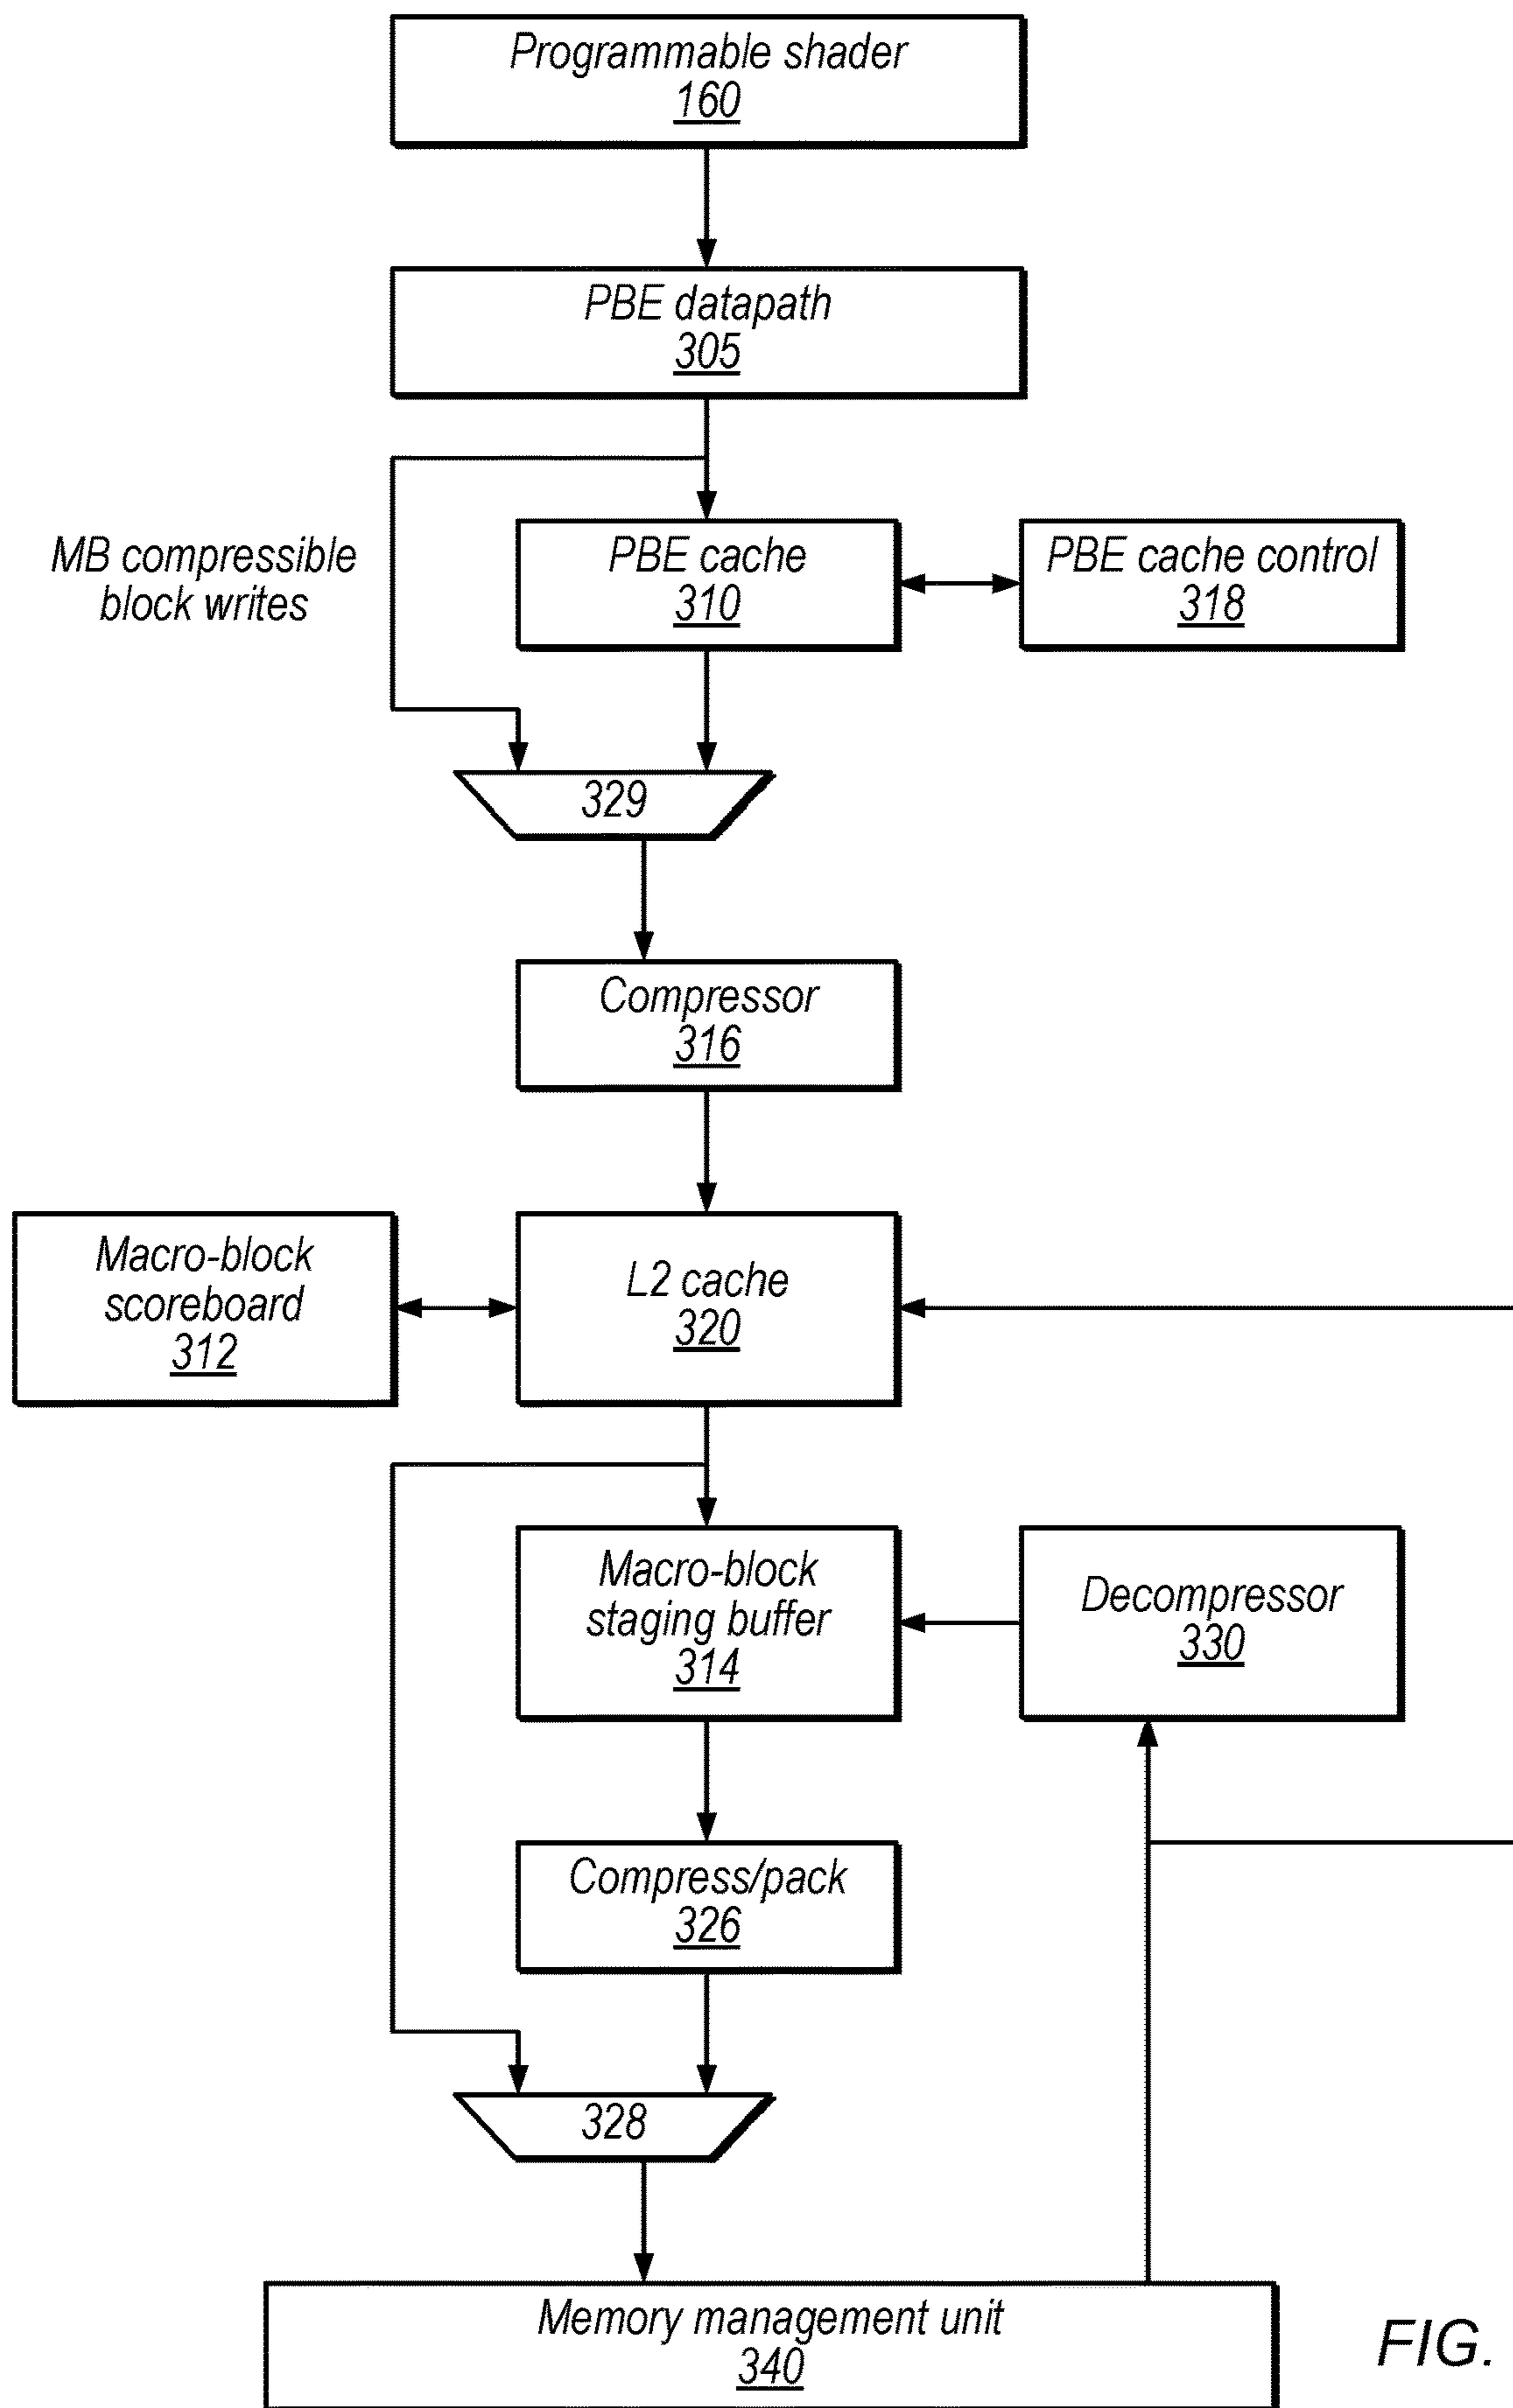 Programmable shader
160
PBE datapath
305
MB compressible
block writes
PBE cache
310
PBE cache control
318
329
Compressor
316
Macro-block
scoreboard
312
L2 cache
320
Macro-block
staging buffer
314
Decompressor
330
Compress/pack
326
328
Memory management unit
340
FIG.